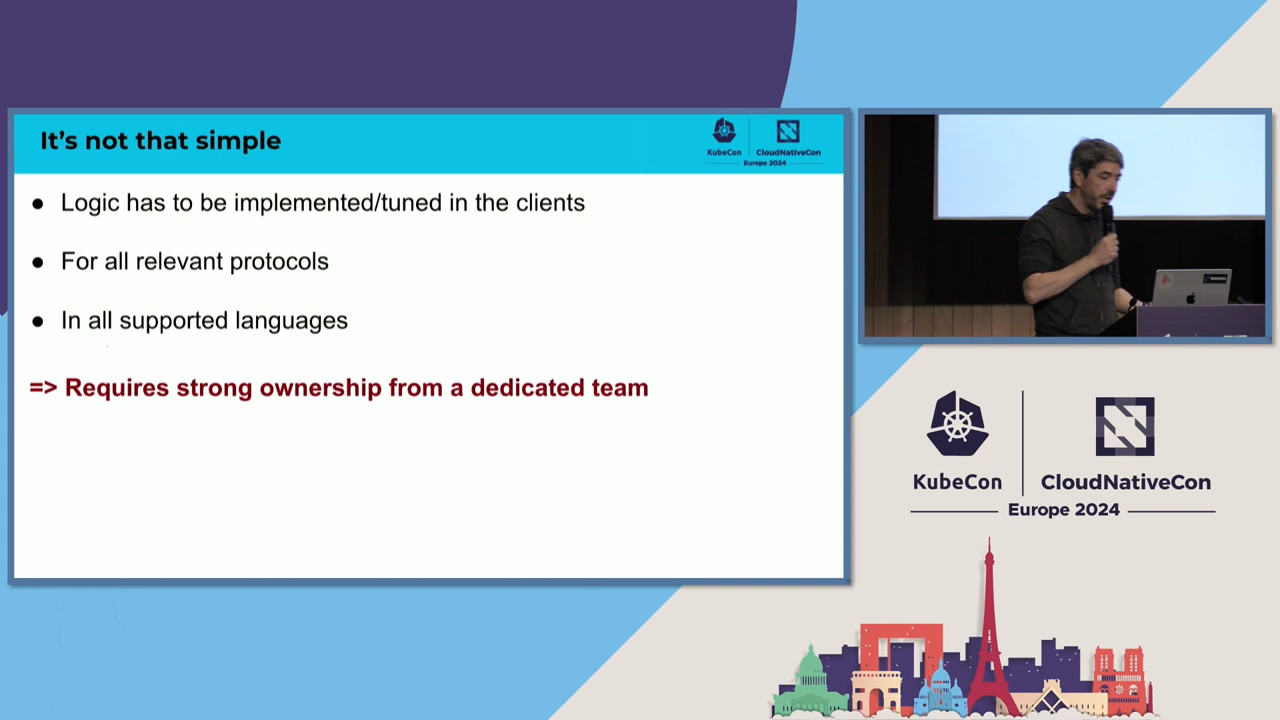 It's not that simple
KubeCon
CloudNativeCon
Europe 2024
● Logic has to be implemented/tuned in the clients
● For all relevant protocols
● In all supported languages
=> Requires strong ownership from a dedicated team
KubeCon
CloudNativeCon
Europe 2024